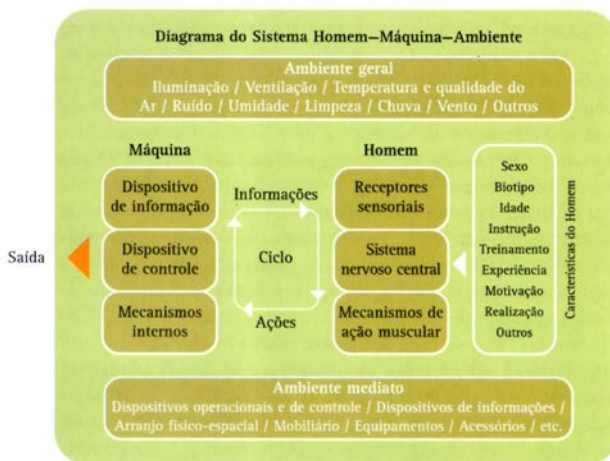 Diagrama do Sistema Homem—Máquina—Ambiente
Ambiente geral
Iluminação / Ventilação / Temperatura e qualidade do
Ar / Ruído / Umidade / Limpeza / Chuva / Vento / Outros
Máquina
Dispositivo
de informação
Dispositivo
de controle
Mecanismos
internos
Saída
Informações
Ciclo
Ações
Homem
Receptores
sensoriais
Sistema
nervoso central
Mecanismos de
ação muscular
Sexo
Biotipo
Idade
Instrução
Treinamento
Experiência
Motivação
Realização
Outros
Características do Homem
Ambiente mediato
Dispositivos operacionais e de controle / Dispositivos de informações /
Arranjo físico-espacial / Mobiliário / Equipamentos / Acessórios / etc.